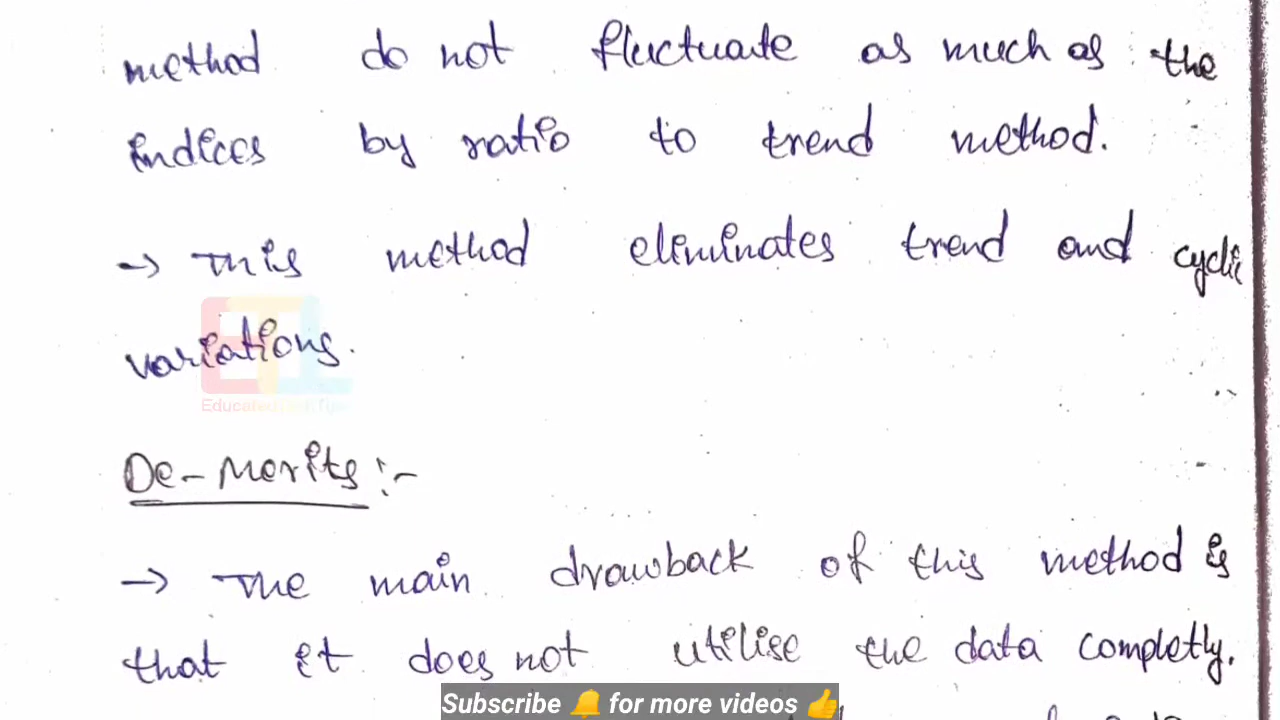 method do not fluctuate as much as the
indices by ratio to trend method.
→ This method eliminates trend and cyclic
variations.
De-Merits:-
→ The main drawback of this method is
that it does not utilise the data completly.
Subscribe 🔔 for more videos 👍